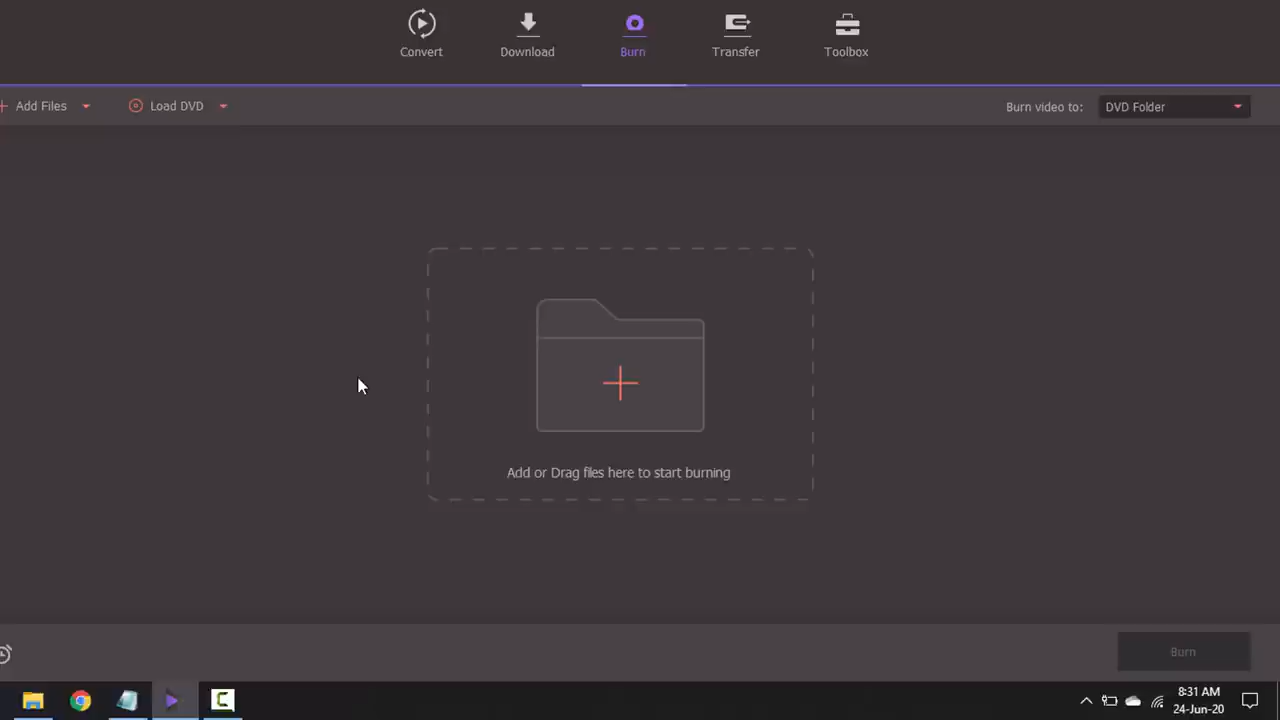 Convert
Download
Burn
Transfer
Toolbox
Add Files
Load DVD
Burn video to:
DVD Folder
Add or Drag files here to start burning
Burn
8:31 AM
24-Jun-20